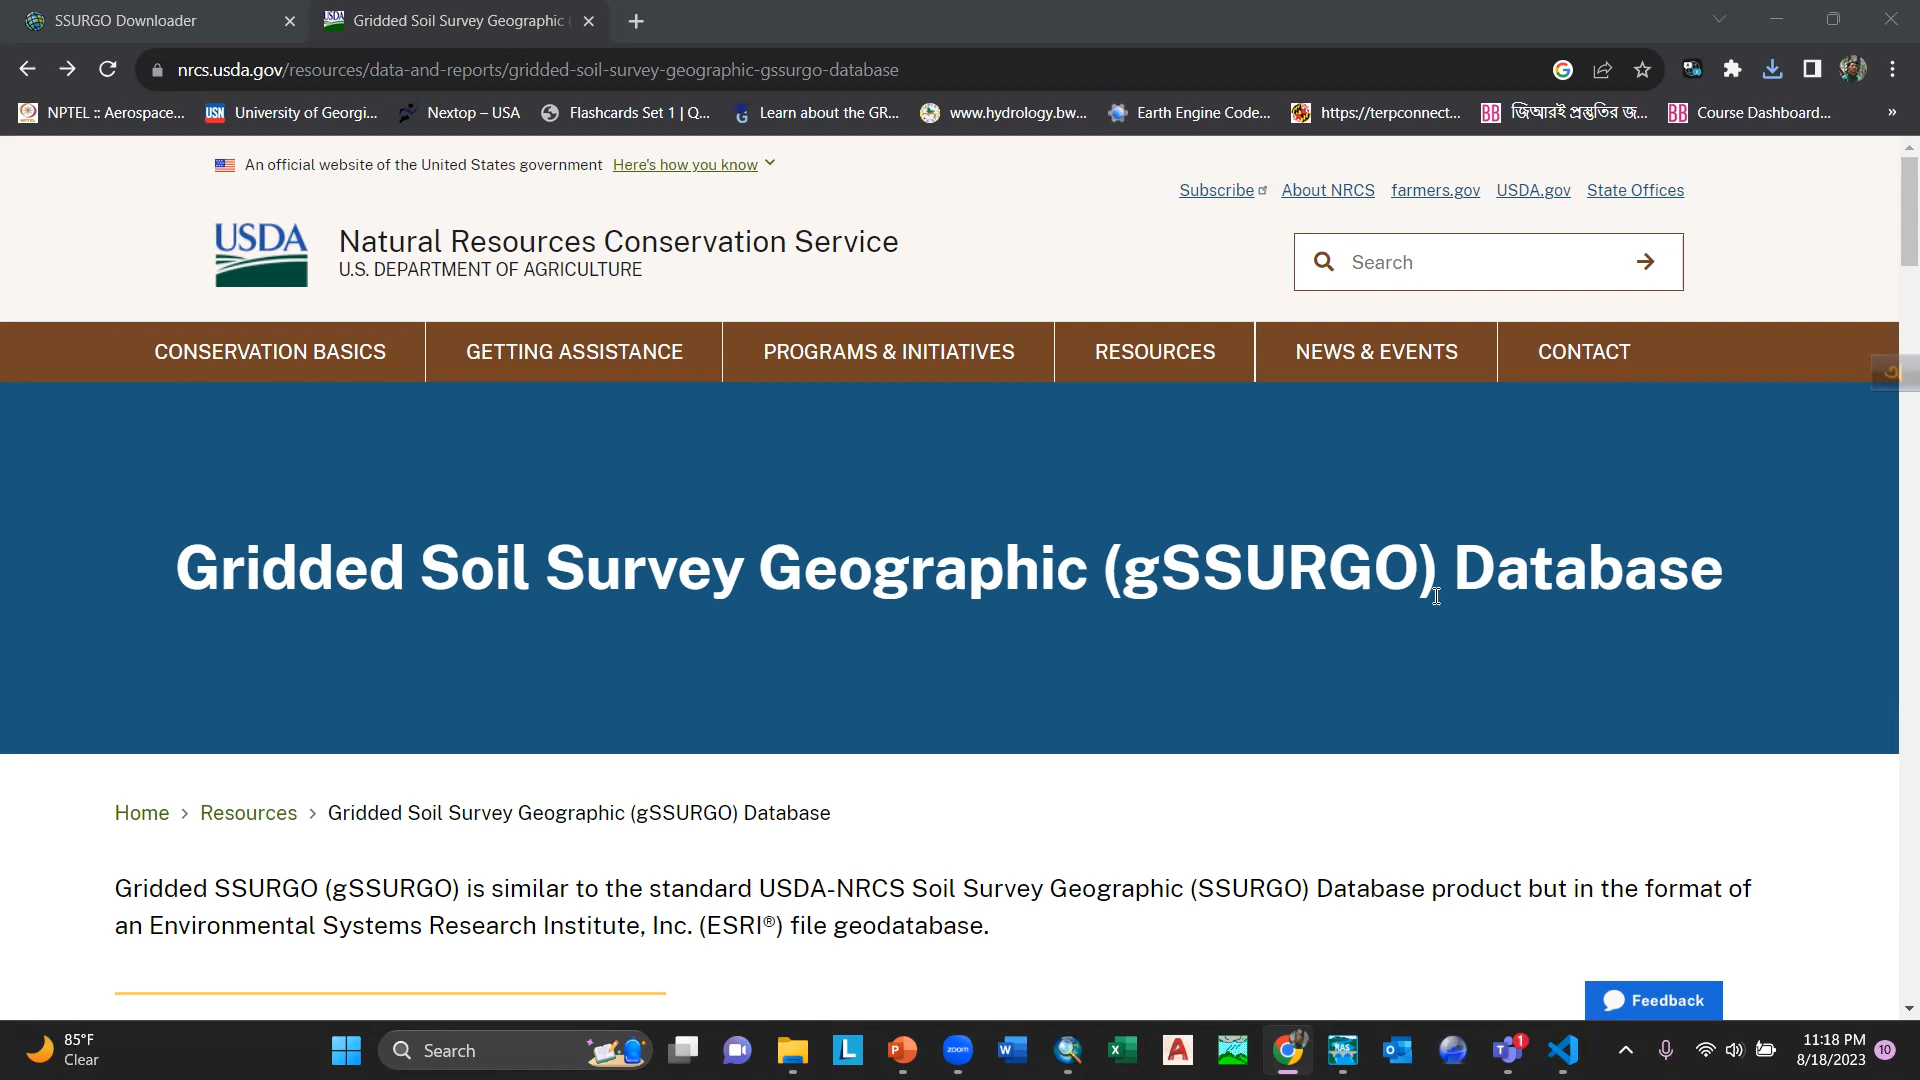 SSURGO Downloader
Gridded Soil Survey Geographic (
nrcs.usda.gov/resources/data-and-reports/gridded-soil-survey-geographic-gssurgo-database
NPTEL :: Aerospace...
USN University of Georgi...
Nextop – USA
Flashcards Set 1 | Q...
Learn about the GR...
www.hydrology.bw...
Earth Engine Code...
https://terpconnect...
BB জিআরই প্রস্তুতির জ...
BB Course Dashboard...
»
An official website of the United States government Here's how you know
Subscribe About NRCS farmers.gov USDA.gov State Offices
USDA
Natural Resources Conservation Service
U.S. DEPARTMENT OF AGRICULTURE
Search
CONSERVATION BASICS GETTING ASSISTANCE PROGRAMS & INITIATIVES RESOURCES NEWS & EVENTS CONTACT
Gridded Soil Survey Geographic (gSSURGO) Database
Home > Resources > Gridded Soil Survey Geographic (gSSURGO) Database
Gridded SSURGO (gSSURGO) is similar to the standard USDA-NRCS Soil Survey Geographic (SSURGO) Database product but in the format of
an Environmental Systems Research Institute, Inc. (ESRI®) file geodatabase.
Feedback
85°F
Clear
Search
zoom
1
11:18 PM
8/18/2023
10